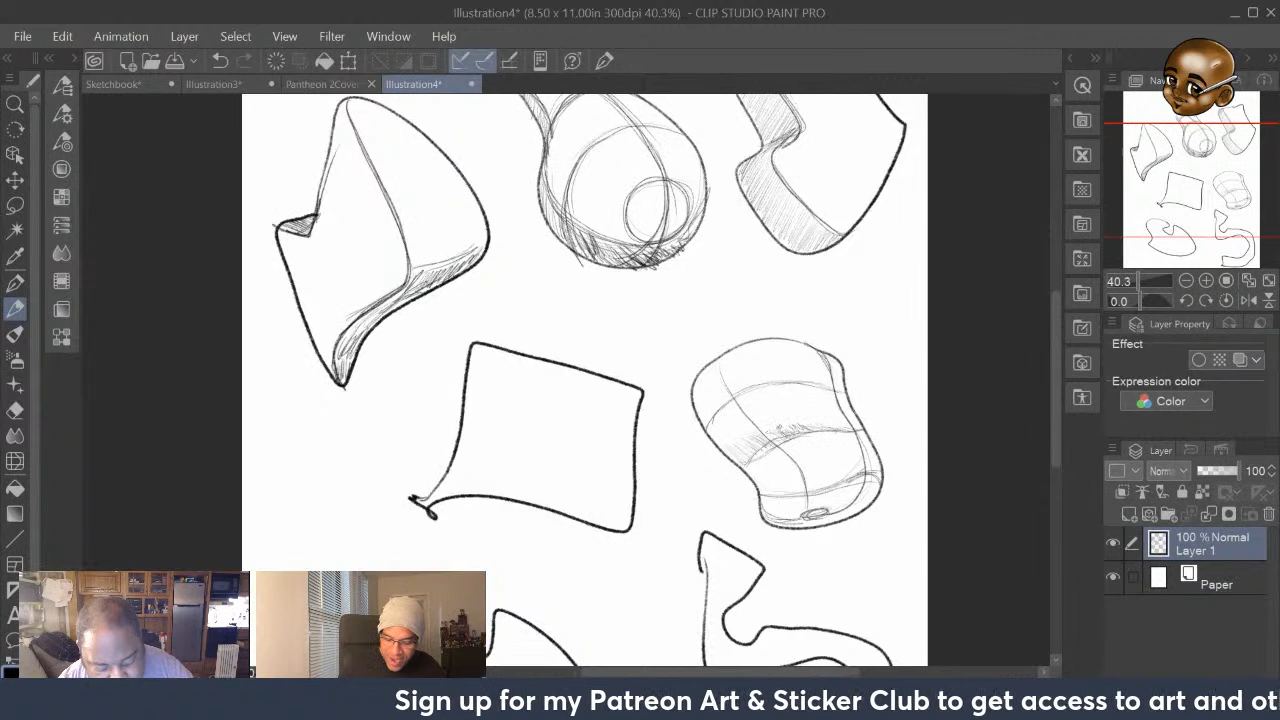 Illustration4* (8.50 x 11.00in 300dpi 40.3%) - CLIP STUDIO PAINT PRO
File Edit Animation Layer Select View Filter Window Help
Sketchbook* Illustration3* Pantheon 2Cove Illustration4*
Nav
40.3
0.0
Layer Property
Effect
Expression color
Color
Layer
Norm 100
100 % Normal
Layer 1
Paper
Sign up for my Patreon Art & Sticker Club to get access to art and ot